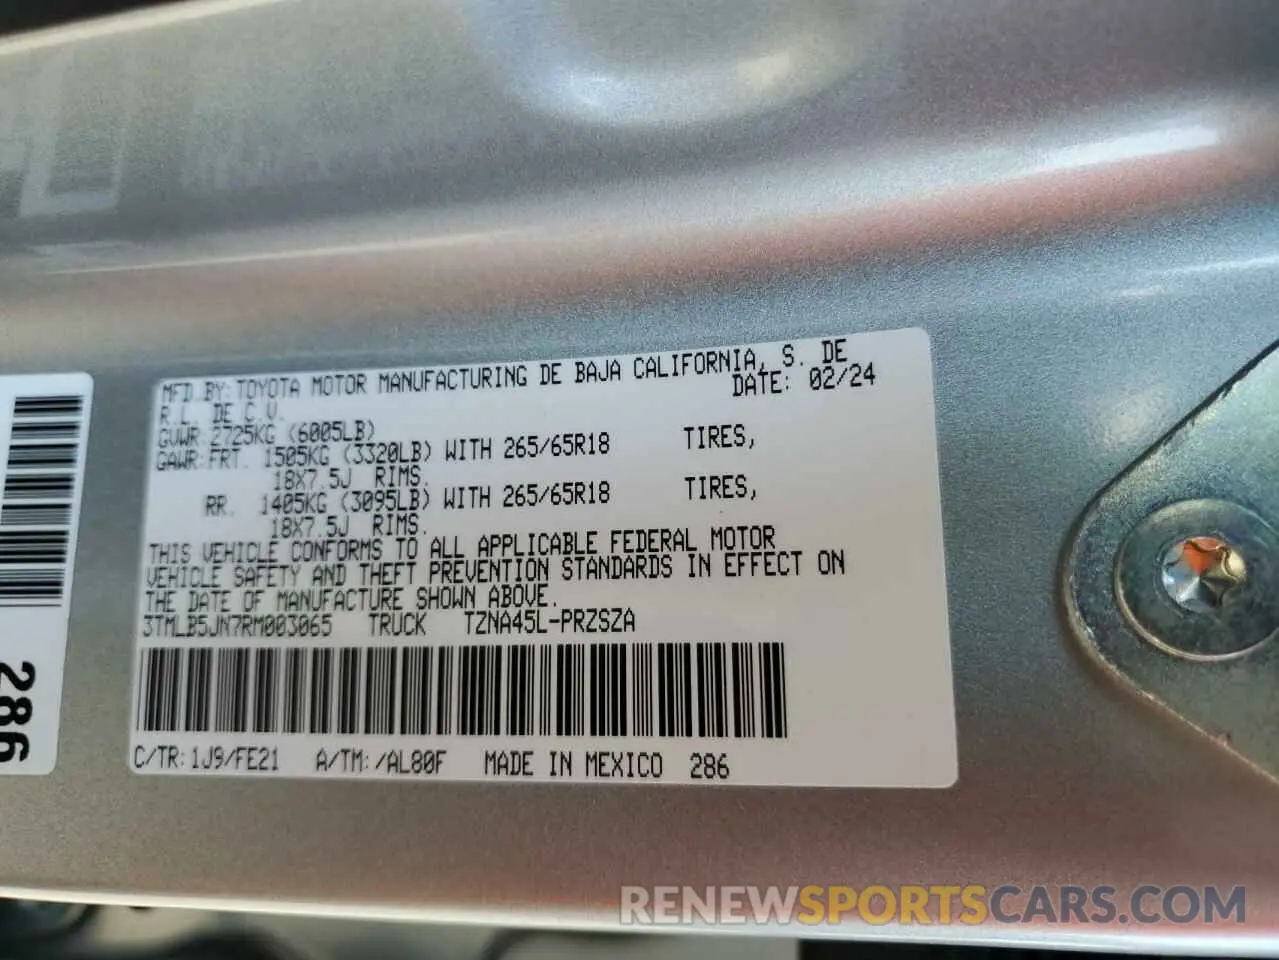 MFD.BY:TOYOTA MOTOR MANUFACTURING DE BAJA CALIFORNIA, S. DE
R.L. DE C.V. DATE: 02/24
GVWR 2725KG (6005LB)
GAWR:FRT. 1505KG (3320LB) WITH 265/65R18 TIRES,
18X7.5J RIMS.
RR. 1405KG (3095LB) WITH 265/65R18 TIRES,
18X7.5J RIMS.
THIS VEHICLE CONFORMS TO ALL APPLICABLE FEDERAL MOTOR
VEHICLE SAFETY AND THEFT PREVENTION STANDARDS IN EFFECT ON
THE DATE OF MANUFACTURE SHOWN ABOVE.
3TMLB5JN7RM003065 TRUCK TZNA45L-PRZSZA
C/TR:1J9/FE21 A/TM:/AL80F MADE IN MEXICO 286
286
RENEWSPORTSCARS.COM